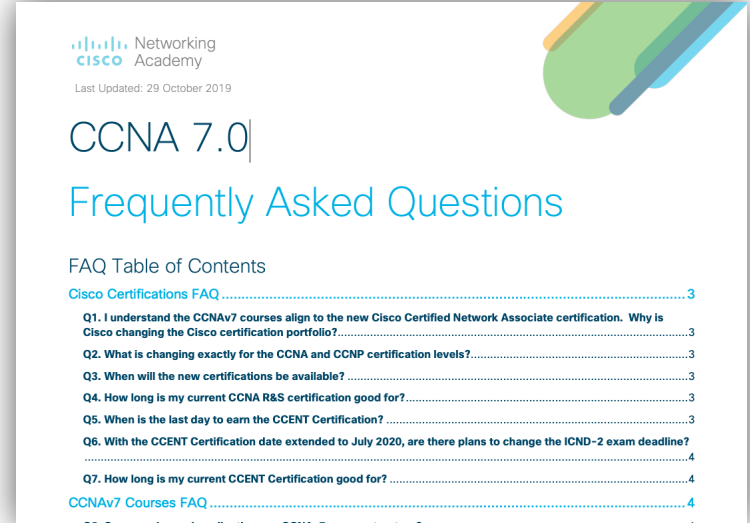 Networking
CISCO Academy
Last Updated: 29 October 2019
CCNA 7.0
Frequently Asked Questions
FAQ Table of Contents
Cisco Certifications FAQ ........ 3
Q1. I understand the CCNAv7 courses align to the new Cisco Certified Network Associate certification. Why is
Cisco changing the Cisco certification portfolio?........3
Q2. What is changing exactly for the CCNA and CCNP certification levels?........3
Q3. When will the new certifications be available? ........3
Q4. How long is my current CCNA R&S certification good for?........3
Q5. When is the last day to earn the CCENT Certification? ........3
Q6. With the CCENT Certification date extended to July 2020, are there plans to change the ICND-2 exam deadline?
........4
Q7. How long is my current CCENT Certification good for? ........4
CCNAv7 Courses FAQ ........ 4